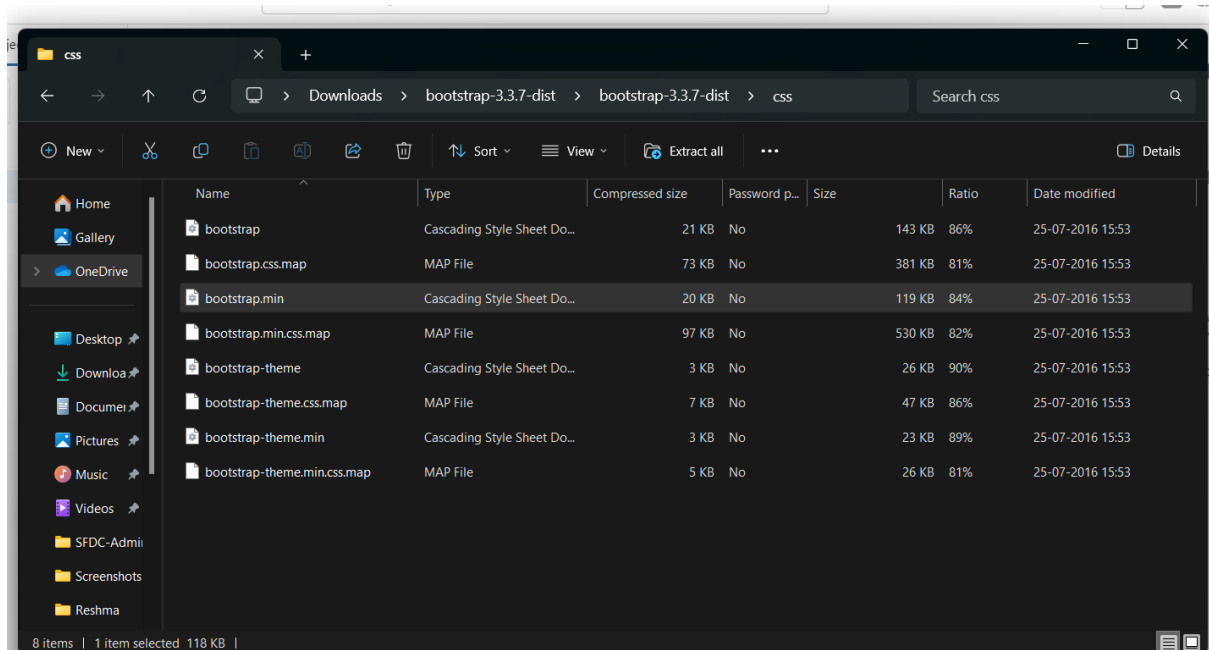 css
Downloads > bootstrap-3.3.7-dist > bootstrap-3.3.7-dist > css Search css
New Sort View Extract all Details
Home
Gallery
OneDrive
Desktop
Downloa
Documer
Pictures
Music
Videos
SFDC-Admii
Screenshots
Reshma
Name Type Compressed size Password p... Size Ratio Date modified
bootstrap Cascading Style Sheet Do... 21 KB No 143 KB 86% 25-07-2016 15:53
bootstrap.css.map MAP File 73 KB No 381 KB 81% 25-07-2016 15:53
bootstrap.min Cascading Style Sheet Do... 20 KB No 119 KB 84% 25-07-2016 15:53
bootstrap.min.css.map MAP File 97 KB No 530 KB 82% 25-07-2016 15:53
bootstrap-theme Cascading Style Sheet Do... 3 KB No 26 KB 90% 25-07-2016 15:53
bootstrap-theme.css.map MAP File 7 KB No 47 KB 86% 25-07-2016 15:53
bootstrap-theme.min Cascading Style Sheet Do... 3 KB No 23 KB 89% 25-07-2016 15:53
bootstrap-theme.min.css.map MAP File 5 KB No 26 KB 81% 25-07-2016 15:53
8 items | 1 item selected 118 KB |